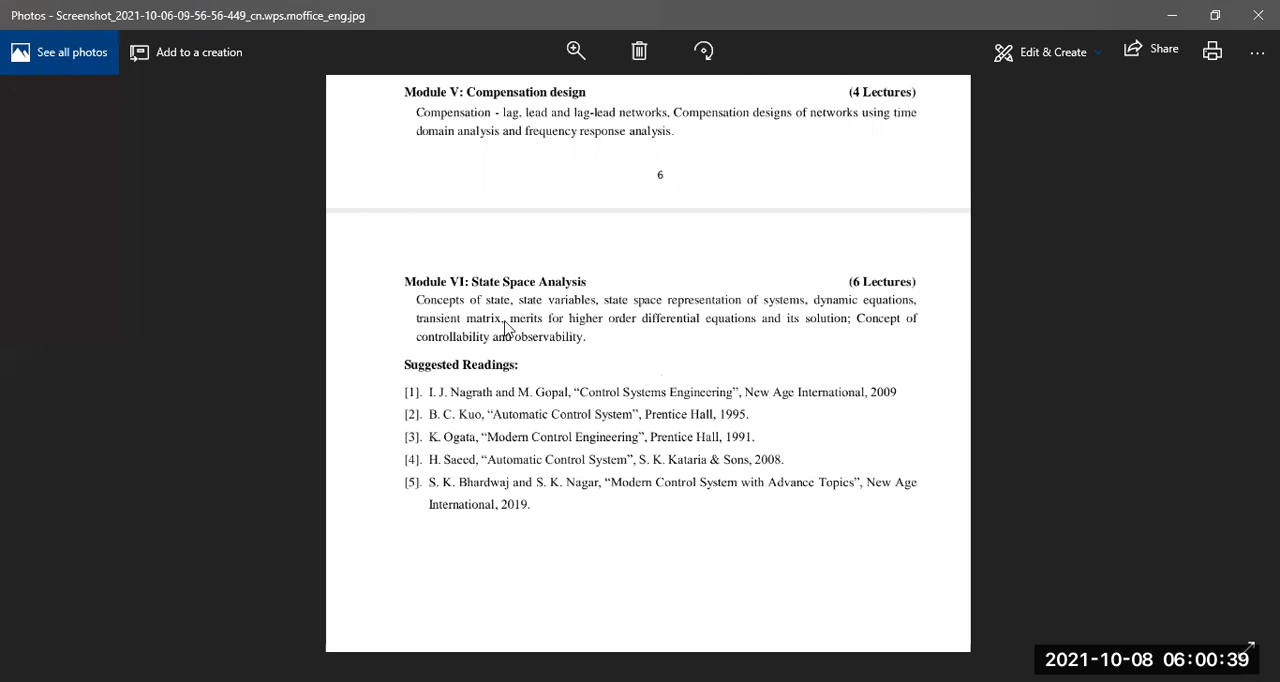 Photos - Screenshot_2021-10-06-09-56-56-449_cn.wps.moffice_eng.jpg
See all photos
Add to a creation
Edit & Create
Share
Module V: Compensation design (4 Lectures)
Compensation - lag, lead and lag-lead networks, Compensation designs of networks using time
domain analysis and frequency response analysis.
6
Module VI: State Space Analysis (6 Lectures)
Concepts of state, state variables, state space representation of systems, dynamic equations,
transient matrix, merits for higher order differential equations and its solution; Concept of
controllability and observability.
Suggested Readings:
[1]. I. J. Nagrath and M. Gopal, “Control Systems Engineering”, New Age International, 2009
[2]. B. C. Kuo, “Automatic Control System”, Prentice Hall, 1995.
[3]. K. Ogata, “Modern Control Engineering”, Prentice Hall, 1991.
[4]. H. Saeed, “Automatic Control System”, S. K. Kataria & Sons, 2008.
[5]. S. K. Bhardwaj and S. K. Nagar, “Modern Control System with Advance Topics”, New Age
International, 2019.
2021-10-08 06:00:39